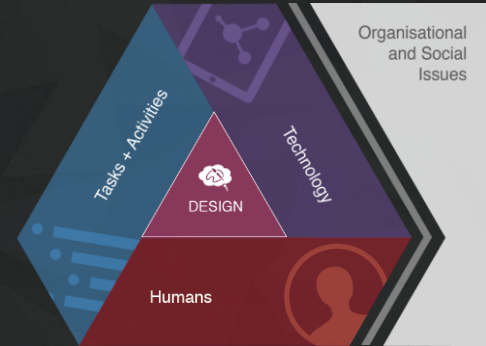 Organisational
and Social
Issues
Tasks + Activities
Technology
DESIGN
Humans